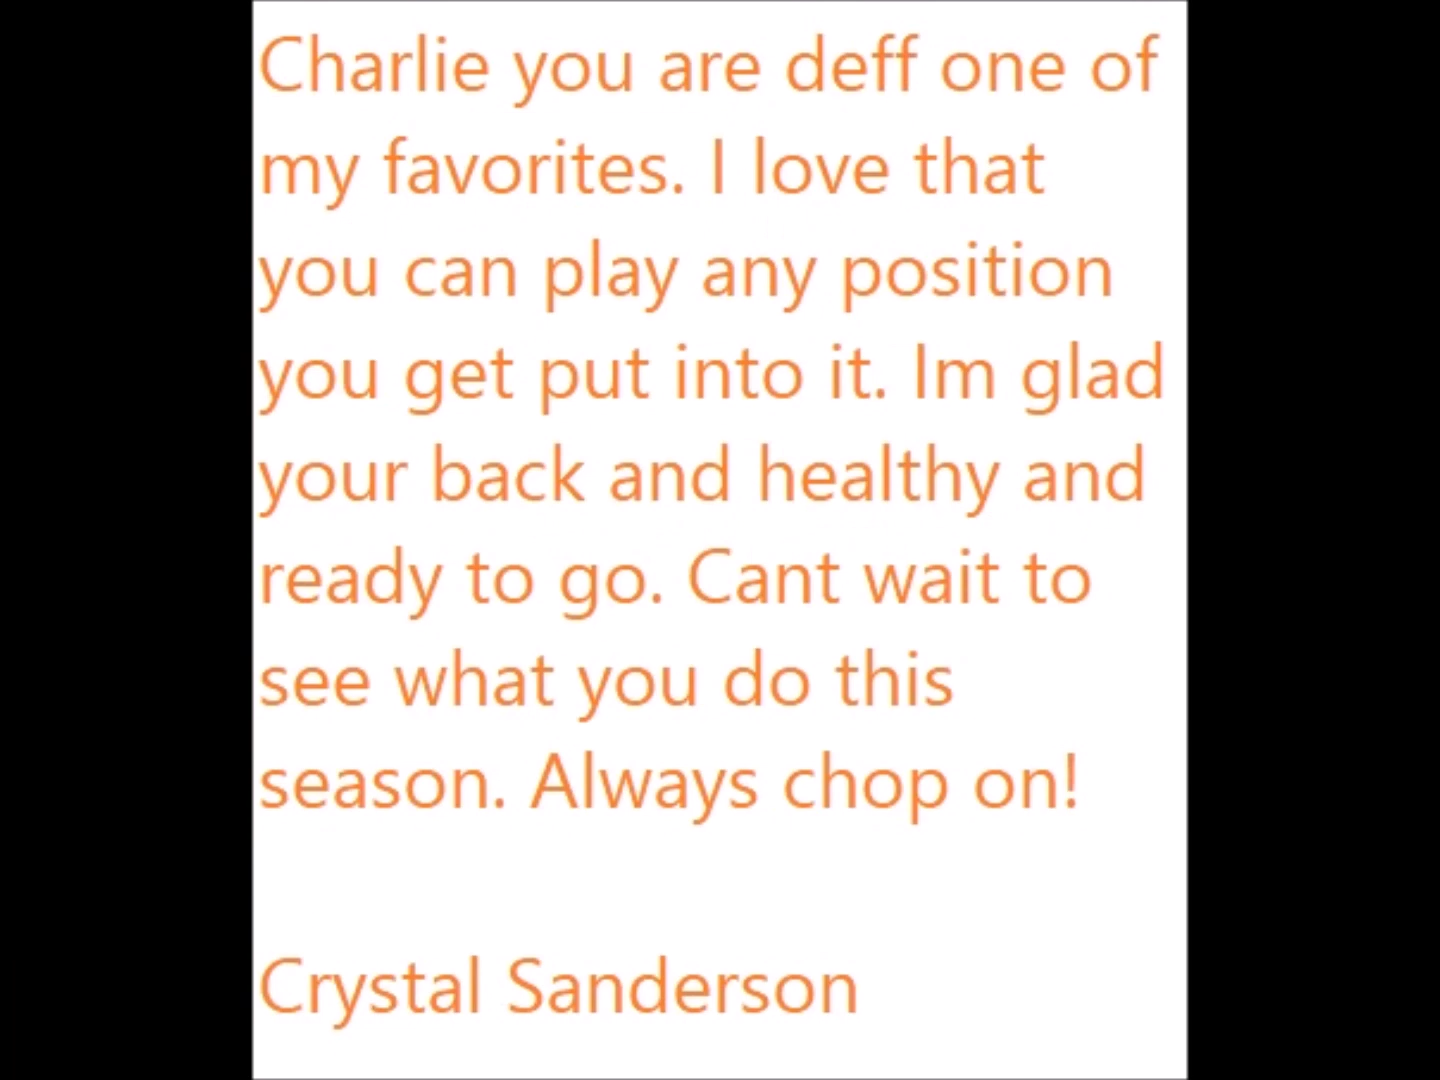 Charlie you are deff one of
my favorites. I love that
you can play any position
you get put into it. Im glad
your back and healthy and
ready to go. Cant wait to
see what you do this
season. Always chop on!
Crystal Sanderson